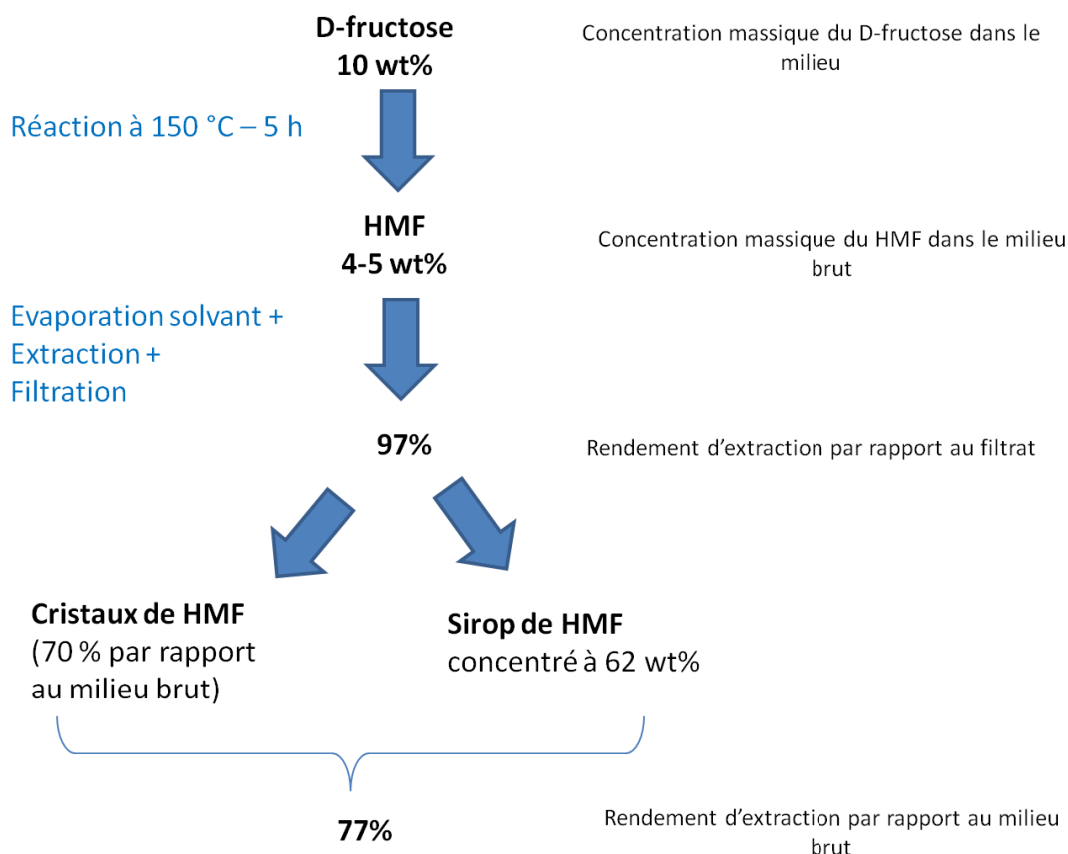 D-fructose
10 wt%
Concentration massique du D-fructose dans le
milieu
Réaction à 150 °C – 5 h
HMF
4-5 wt%
Concentration massique du HMF dans le milieu
brut
Evaporation solvant +
Extraction +
Filtration
97%
Rendement d'extraction par rapport au filtrat
Cristaux de HMF
(70 % par rapport
au milieu brut)
Sirop de HMF
concentré à 62 wt%
77%
Rendement d'extraction par rapport au milieu
brut